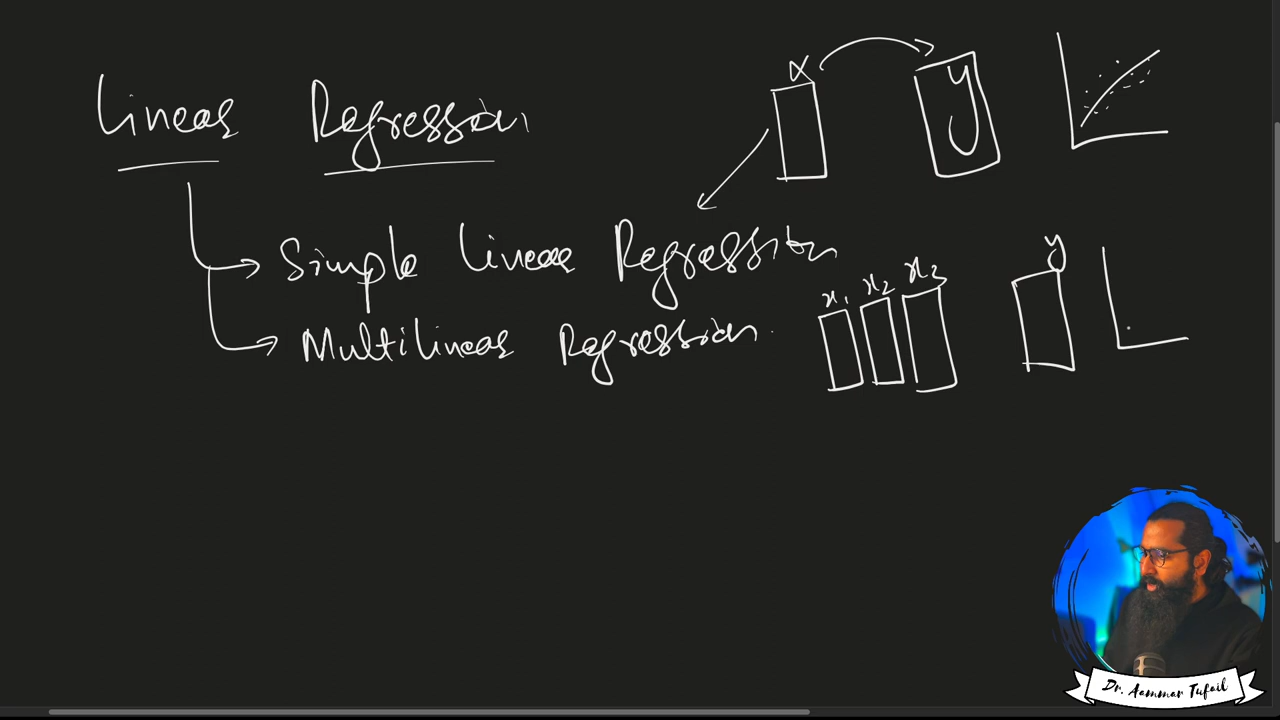 Linear Regression
x y
Simple Linear Regression
Multilinear Regression
x1 x2 x3 y
Dr. Aammar Tufail